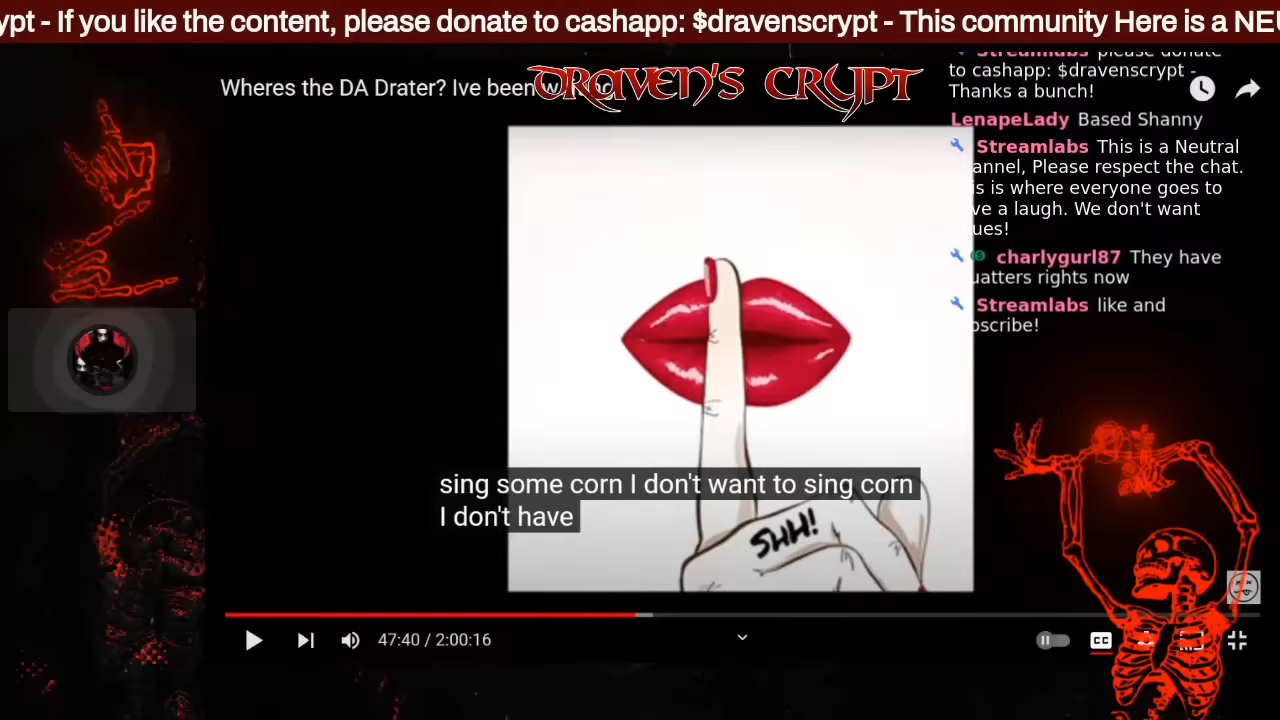 ypt - If you like the content, please donate to cashapp: $dravenscrypt - This community Here is a NE
Wheres the DA Drater? Ive been
DRAVEN'S CRYPT
Streamlabs please donate
to cashapp: $dravenscrypt -
Thanks a bunch!
LenapeLady Based Shanny
Streamlabs This is a Neutral
annel, Please respect the chat.
is is where everyone goes to
ve a laugh. We don't want
ues!
charlygurl87 They have
uatters rights now
Streamlabs like and
oscribe!
sing some corn I don't want to sing corn
I don't have
SHH!
47:40 / 2:00:16
CC